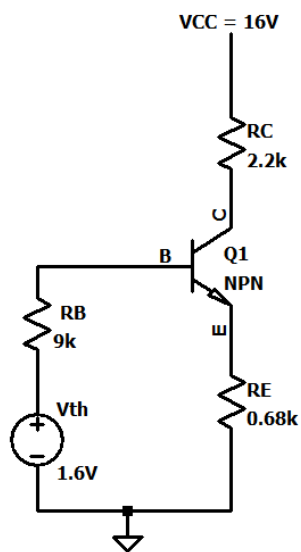 VCC = 16V
RC
2.2k
C
B
Q1
NPN
E
RB
9k
RE
0.68k
Vth
1.6V